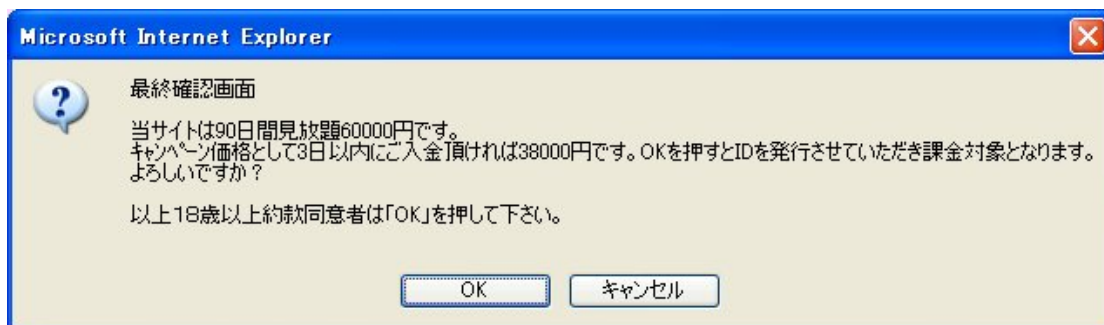 Microsoft Internet Explorer
最終確認画面
当サイトは90日間見放題60000円です。
キャンペーン価格として3日以内にご入金頂ければ38000円です。OKを押すとIDを発行させていただき課金対象となります。
よろしいですか？
以上18歳以上約款同意者は「OK」を押して下さい。
OK
キャンセル